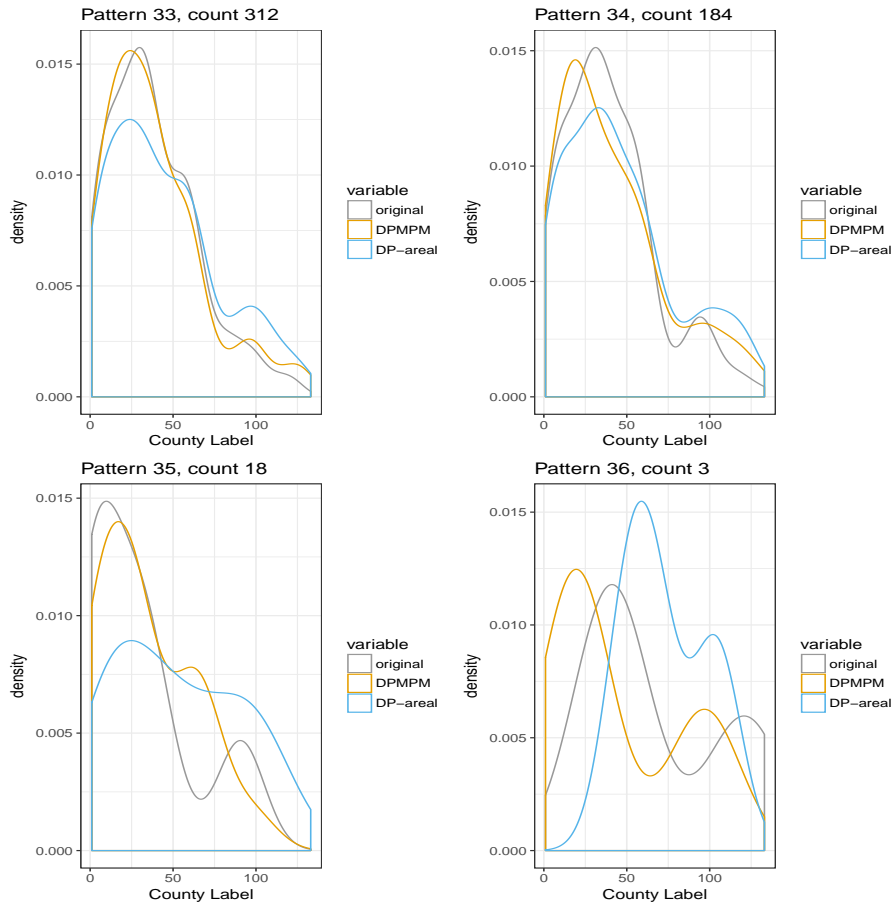 Pattern 33, count 312
0.015
0.010
0.005
0.000
density
0
50
100
County Label
variable
original
DPMPM
DP−areal
Pattern 34, count 184
0.015
0.010
0.005
0.000
density
0
50
100
County Label
variable
original
DPMPM
DP−areal
Pattern 35, count 18
0.015
0.010
0.005
0.000
density
0
50
100
County Label
variable
original
DPMPM
DP−areal
Pattern 36, count 3
0.015
0.010
0.005
0.000
density
0
50
100
County Label
variable
original
DPMPM
DP−areal